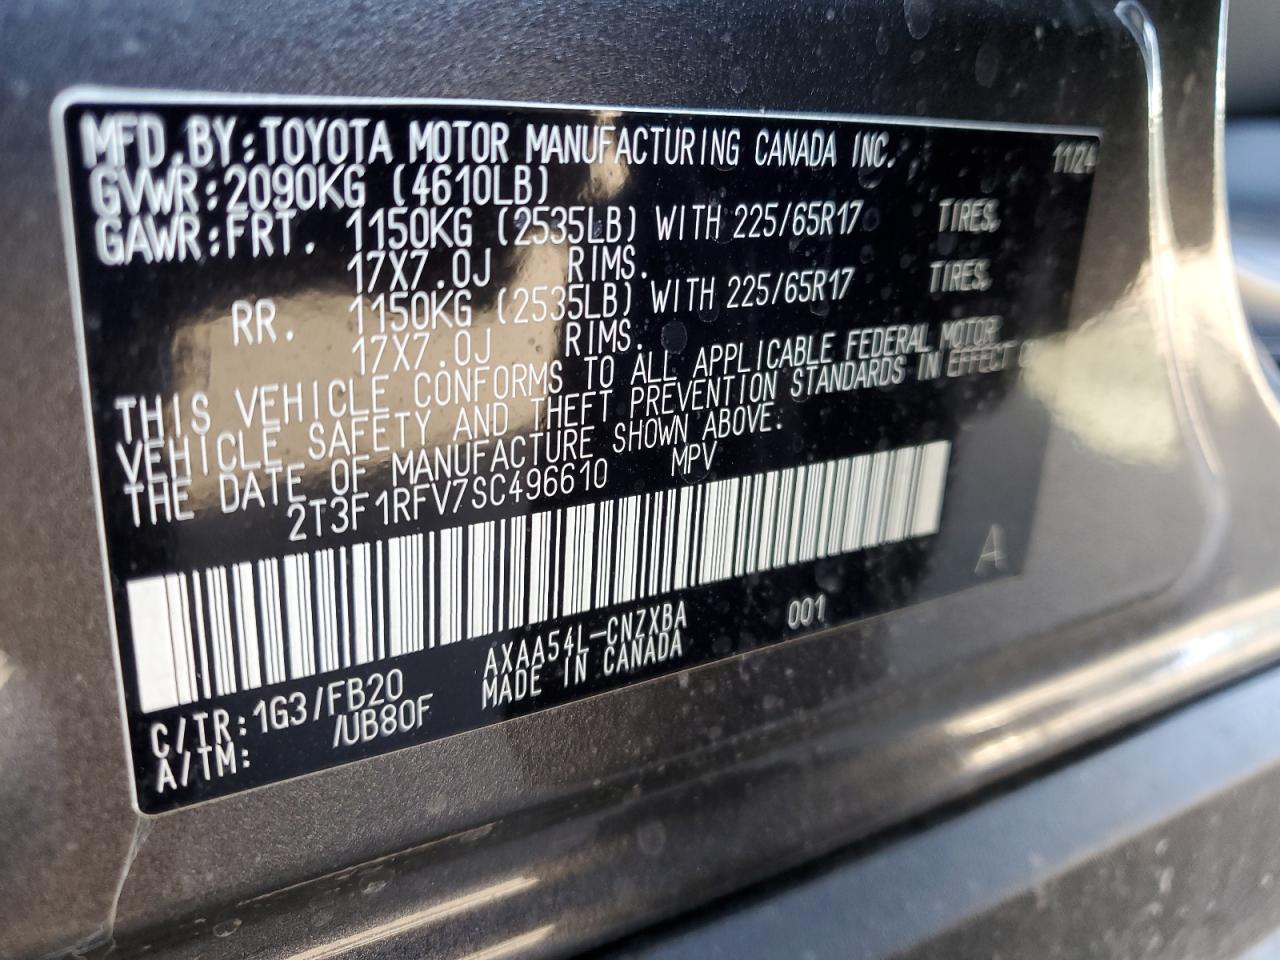 MFD.BY:TOYOTA MOTOR MANUFACTURING CANADA INC. 11/24
GVWR:2090KG (4610LB)
GAWR:FRT. 1150KG (2535LB) WITH 225/65R17 TIRES.
17X7.0J RIMS.
RR. 1150KG (2535LB) WITH 225/65R17 TIRES.
17X7.0J RIMS.
THIS VEHICLE CONFORMS TO ALL APPLICABLE FEDERAL MOTOR
VEHICLE SAFETY AND THEFT PREVENTION STANDARDS IN EFFECT
THE DATE OF MANUFACTURE SHOWN ABOVE:
2T3F1RFV7SC496610 MPV
A
AXAA54L-CNZXBA 001
MADE IN CANADA
C/TR:1G3/FB20
A/TM: /UB80F